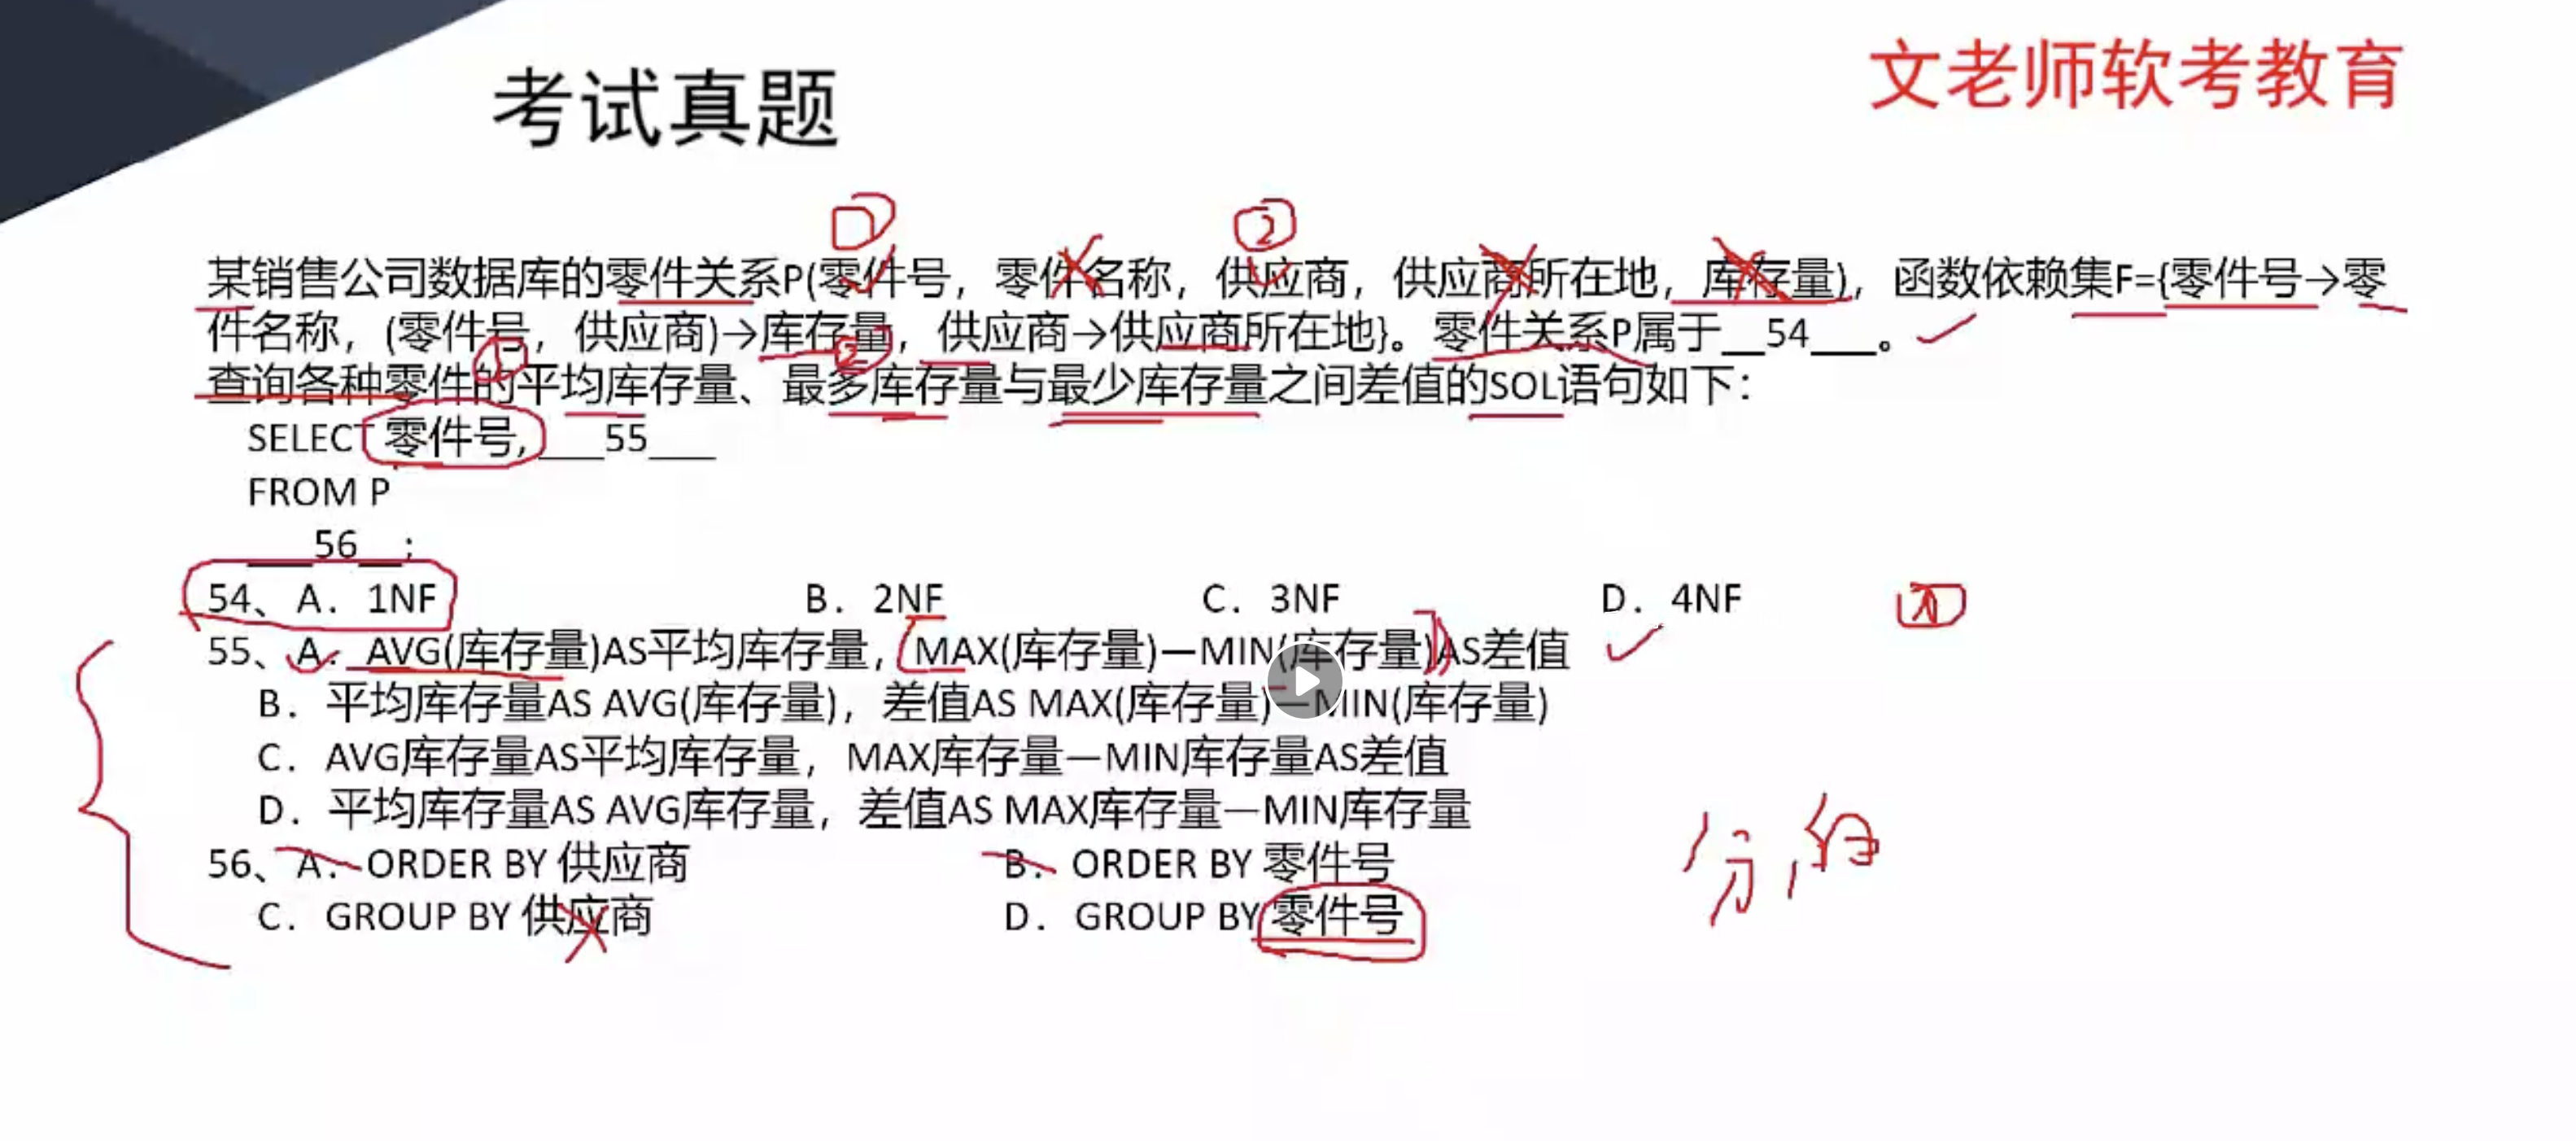 考试真题
文老师软考教育
① ②
某销售公司数据库的零件关系P(零件号，零件名称，供应商，供应商所在地，库存量)，函数依赖集F={零件号→零
件名称，(零件号，供应商)→库存量，供应商→供应商所在地}。零件关系P属于__54___。
① ②
查询各种零件的平均库存量、最多库存量与最少库存量之间差值的SOL语句如下：
SELECT 零件号, ___55___
FROM P
___56__;
54、A. 1NF B. 2NF C. 3NF D. 4NF
55、A. AVG(库存量)AS平均库存量，MAX(库存量)—MIN(库存量)AS差值
B. 平均库存量AS AVG(库存量)，差值AS MAX(库存量)—MIN(库存量)
C. AVG库存量AS平均库存量，MAX库存量—MIN库存量AS差值
D. 平均库存量AS AVG库存量，差值AS MAX库存量—MIN库存量
56、A. ORDER BY 供应商 B. ORDER BY 零件号
C. GROUP BY 供应商 D. GROUP BY 零件号